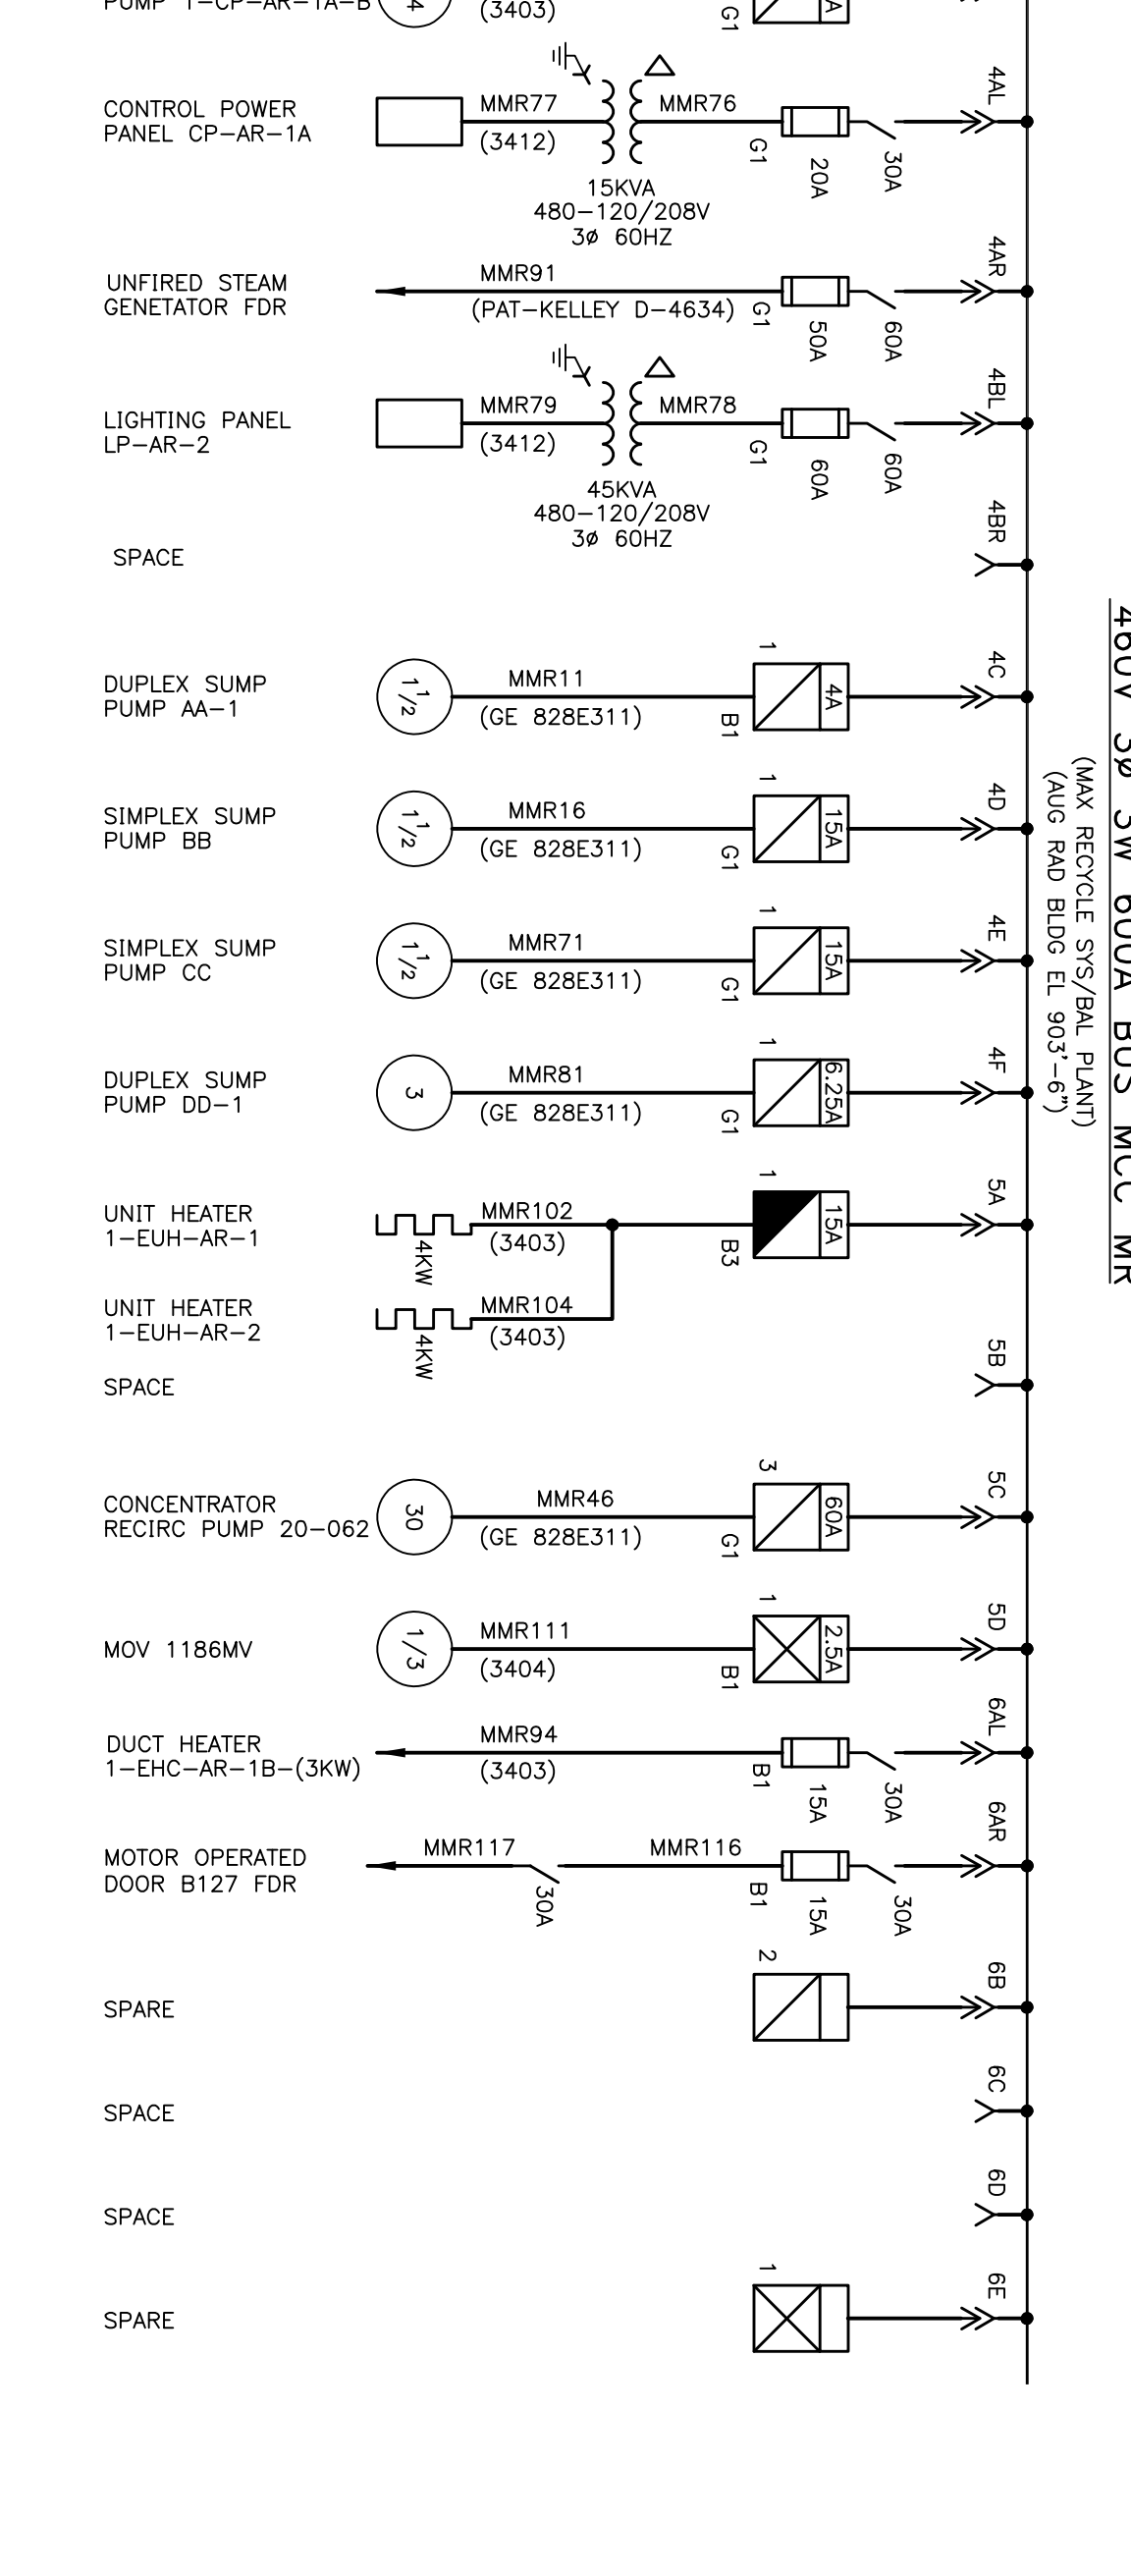 PUMP 1-CP-AR-1A-B
(3403)
G1
4AL
CONTROL POWER
PANEL CP-AR-1A
MMR77
(3412)
MMR76
G1
20A
30A
15KVA
480-120/208V
3ø 60HZ
4AR
UNFIRED STEAM
GENETATOR FDR
MMR91
(PAT-KELLEY D-4634)
G1
50A
60A
4BL
LIGHTING PANEL
LP-AR-2
MMR79
(3412)
MMR78
G1
60A
60A
45KVA
480-120/208V
3ø 60HZ
4BR
SPACE
4C
DUPLEX SUMP
PUMP AA-1
1 1/2
MMR11
(GE 828E311)
1
4A
B1
4D
SIMPLEX SUMP
PUMP BB
1 1/2
MMR16
(GE 828E311)
1
15A
G1
4E
SIMPLEX SUMP
PUMP CC
1 1/2
MMR71
(GE 828E311)
1
15A
G1
4F
DUPLEX SUMP
PUMP DD-1
3
MMR81
(GE 828E311)
1
6.25A
G1
5A
UNIT HEATER
1-EUH-AR-1
4KW
MMR102
(3403)
1
15A
B3
UNIT HEATER
1-EUH-AR-2
4KW
MMR104
(3403)
5B
SPACE
5C
CONCENTRATOR
RECIRC PUMP 20-062
30
MMR46
(GE 828E311)
3
60A
G1
5D
MOV 1186MV
1/3
MMR111
(3404)
1
2.5A
B1
6AL
DUCT HEATER
1-EHC-AR-1B-(3KW)
MMR94
(3403)
B1
15A
30A
6AR
MOTOR OPERATED
DOOR B127 FDR
MMR117
30A
MMR116
B1
15A
30A
6B
SPARE
2
6C
SPACE
6D
SPACE
6E
SPARE
1
460V 3ø 3W 600A BUS MCC MR
(MAX RECYCLE SYS/BAL PLANT)
(AUG RAD BLDG EL 903'-6")